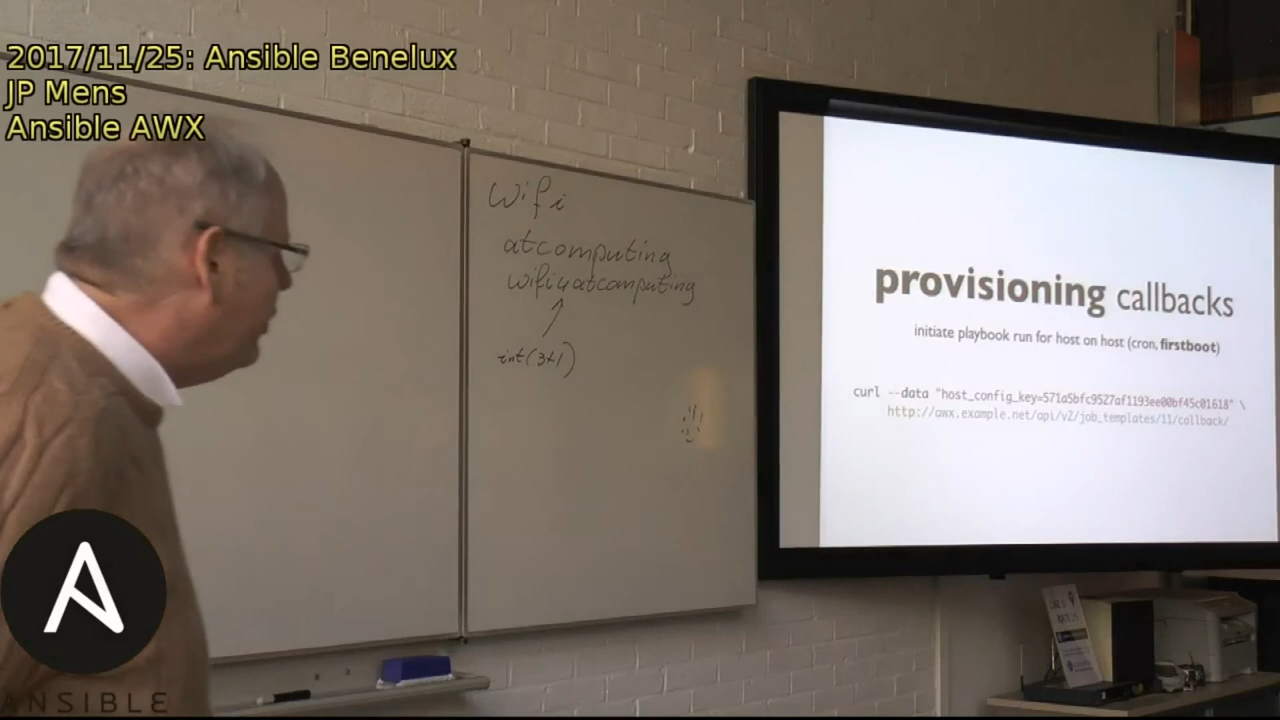 2017/11/25: Ansible Benelux
JP Mens
Ansible AWX
wifi
atcomputing
wifi4atcomputing
int(3x1)
provisioning callbacks
initiate playbook run for host on host (cron, firstboot)
curl --data "host_config_key=571a5bfc9527af1193ee00bf45c01618" \
http://awx.example.net/api/v2/job_templates/11/callback/
ANSIBLE